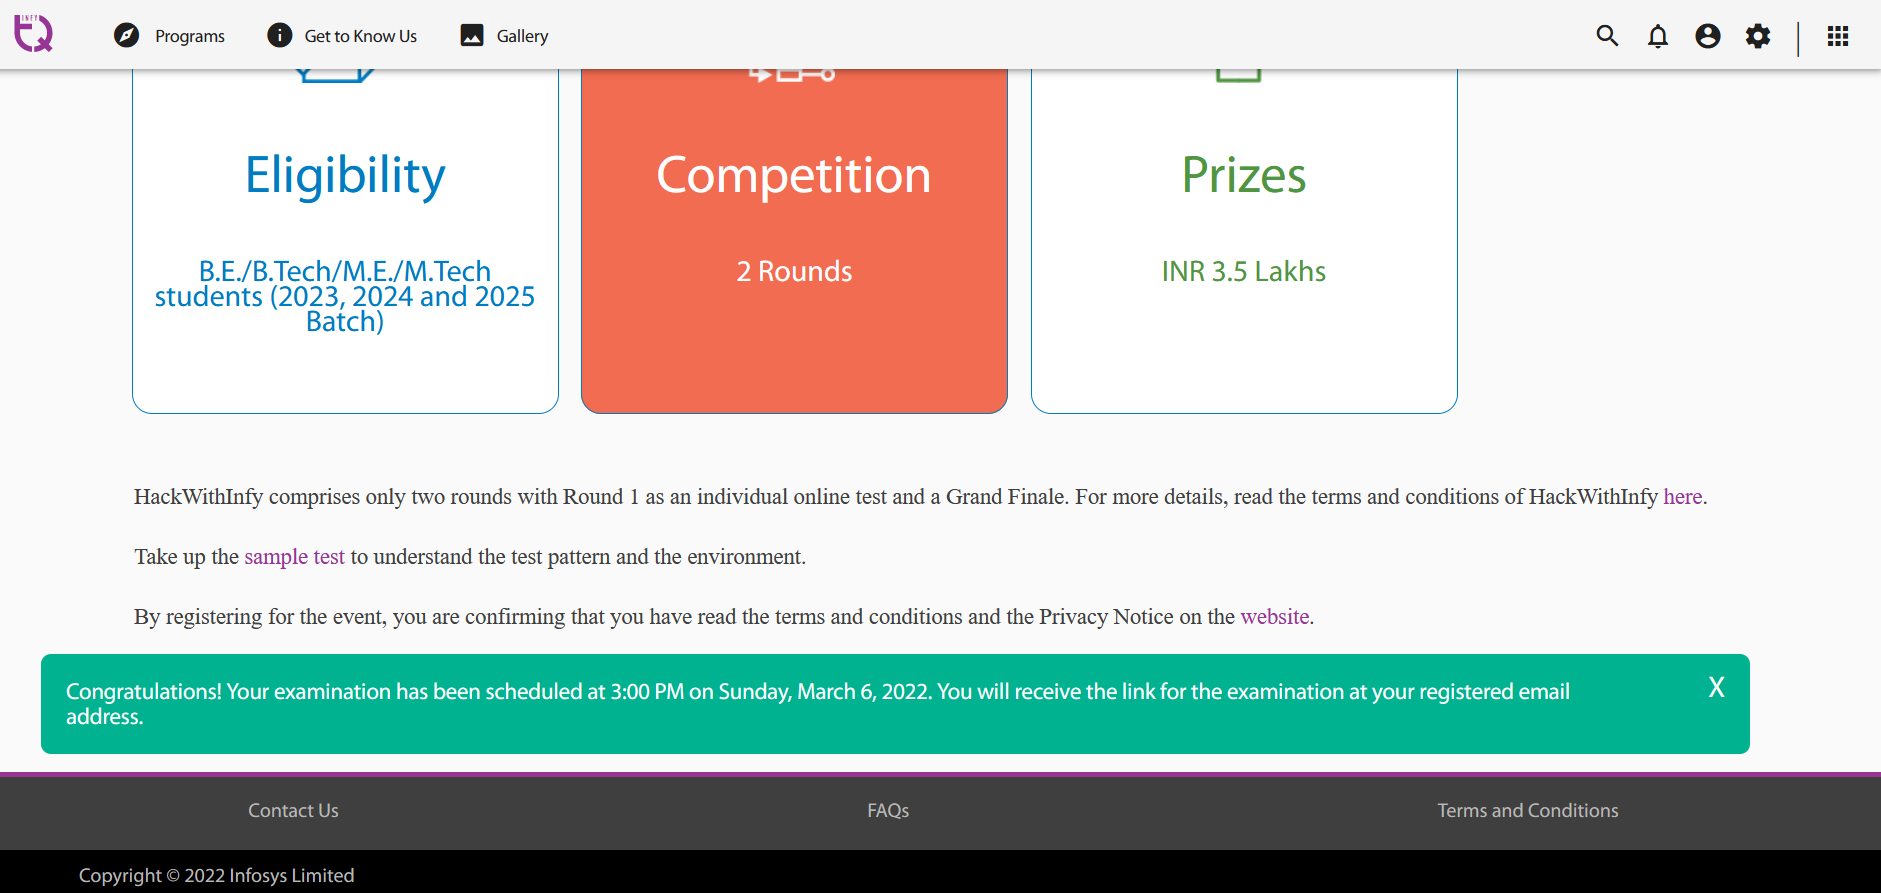 INFY
Programs
Get to Know Us
Gallery
Eligibility
B.E./B.Tech/M.E./M.Tech
students (2023, 2024 and 2025
Batch)
Competition
2 Rounds
Prizes
INR 3.5 Lakhs
HackWithInfy comprises only two rounds with Round 1 as an individual online test and a Grand Finale. For more details, read the terms and conditions of HackWithInfy here.
Take up the sample test to understand the test pattern and the environment.
By registering for the event, you are confirming that you have read the terms and conditions and the Privacy Notice on the website.
Congratulations! Your examination has been scheduled at 3:00 PM on Sunday, March 6, 2022. You will receive the link for the examination at your registered email
address.
X
Contact Us
FAQs
Terms and Conditions
Copyright © 2022 Infosys Limited